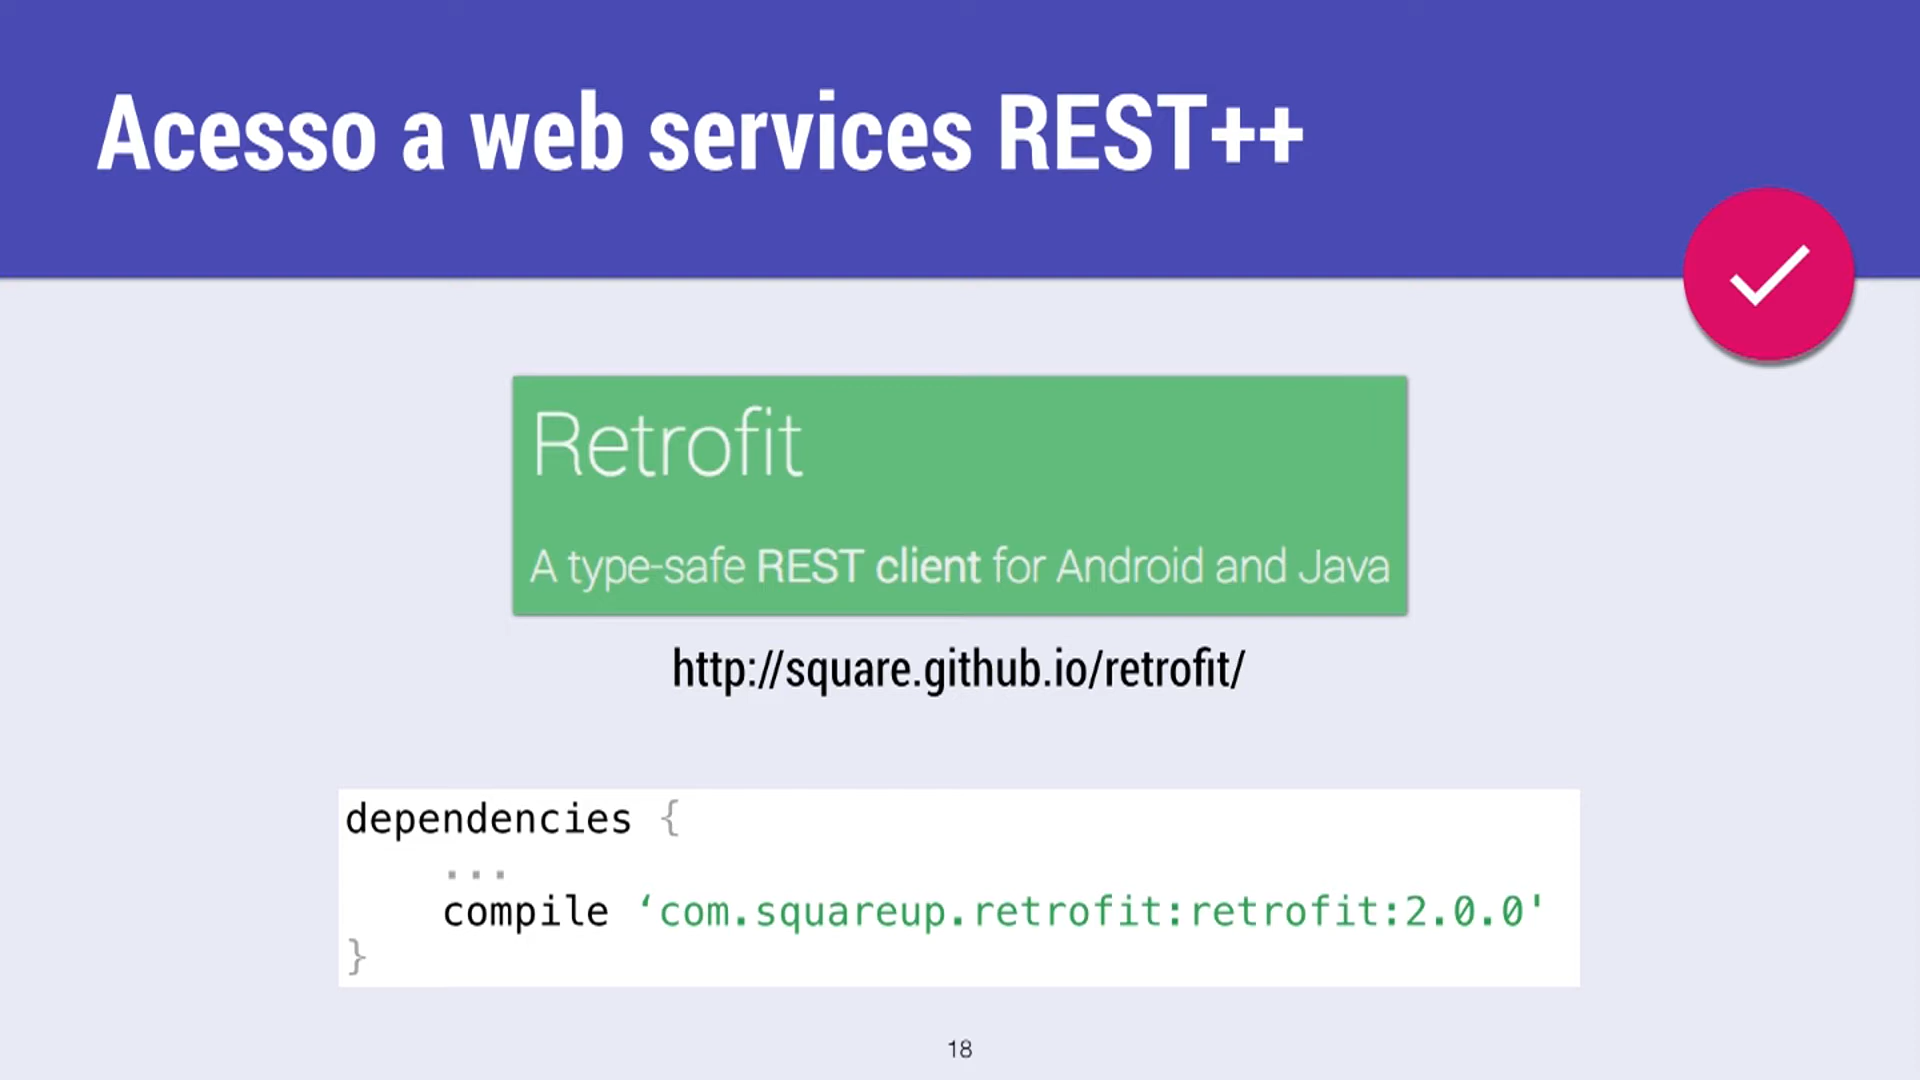 Acesso a web services REST++
Retrofit
A type-safe REST client for Android and Java
http://square.github.io/retrofit/
dependencies {
...
compile ‘com.squareup.retrofit:retrofit:2.0.0'
}
18